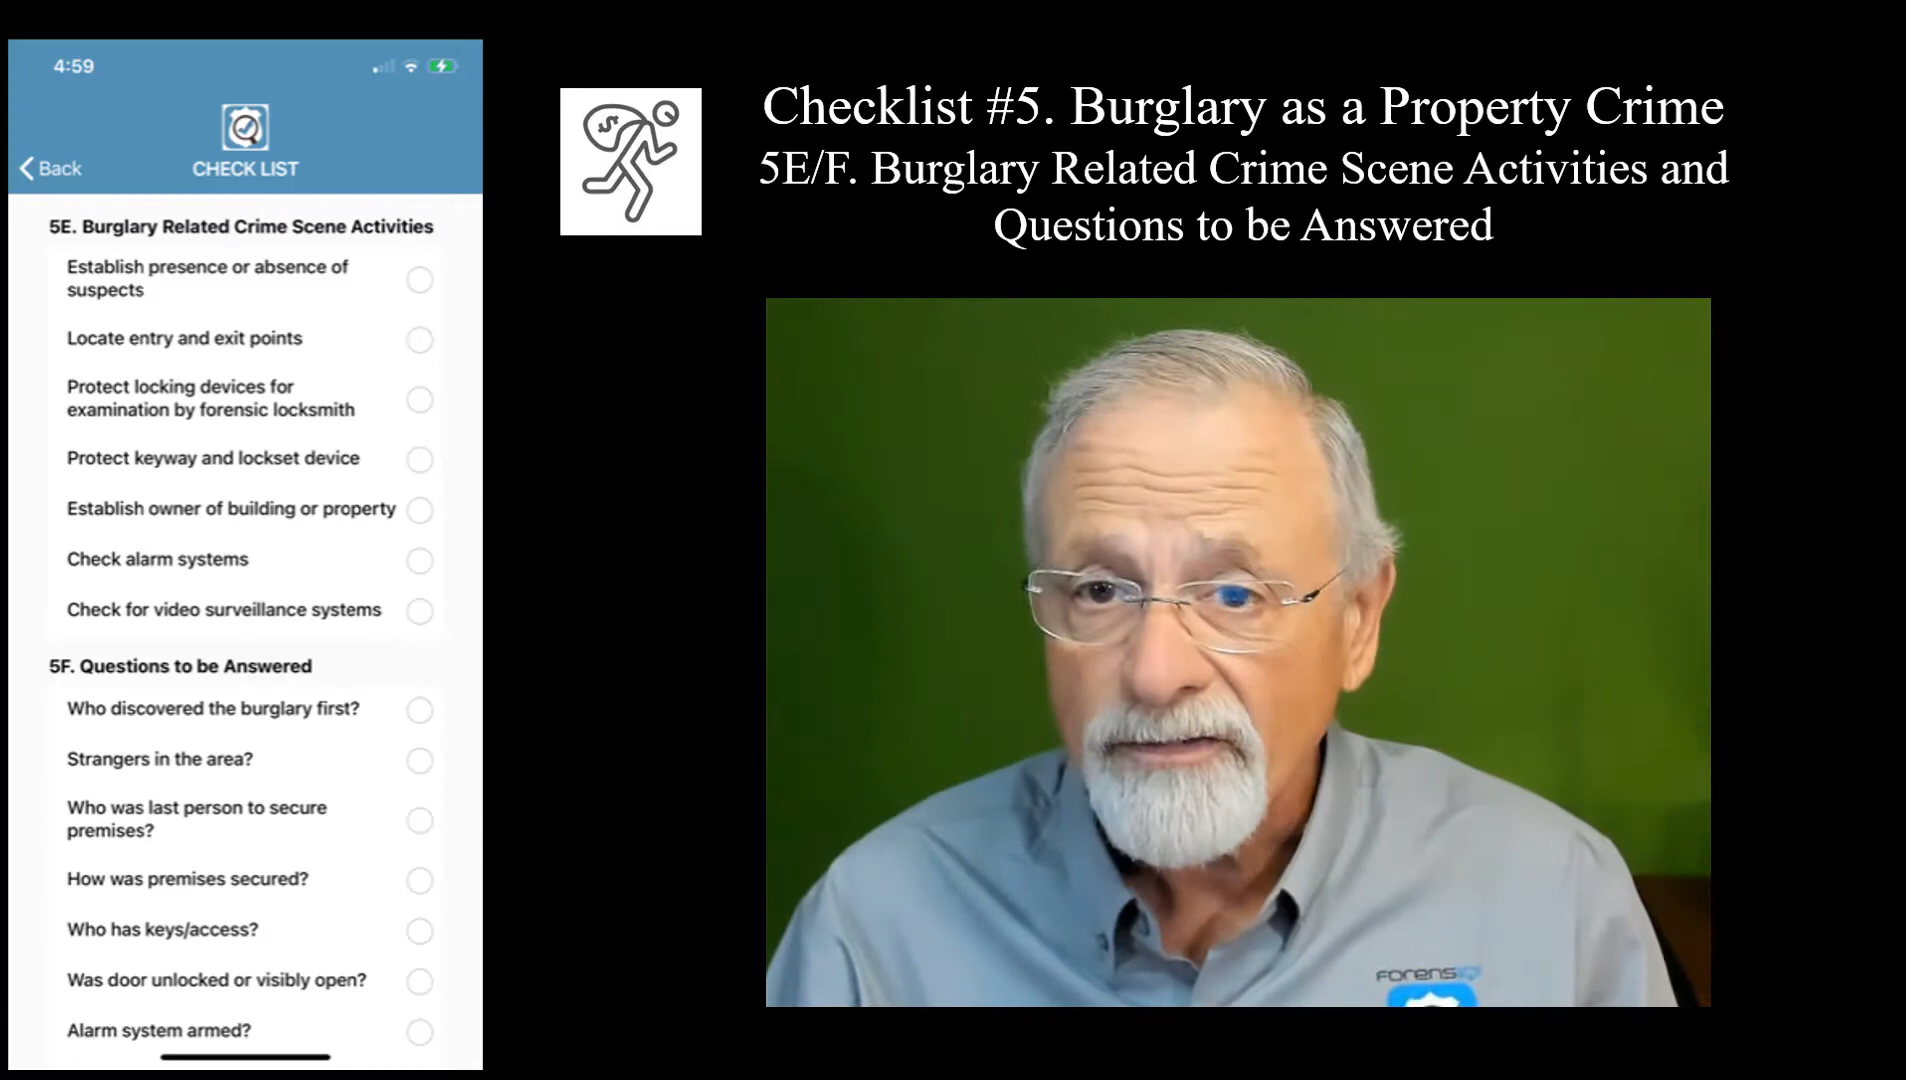 4:59
Back
CHECK LIST
5E. Burglary Related Crime Scene Activities
Establish presence or absence of
suspects
Locate entry and exit points
Protect locking devices for
examination by forensic locksmith
Protect keyway and lockset device
Establish owner of building or property
Check alarm systems
Check for video surveillance systems
5F. Questions to be Answered
Who discovered the burglary first?
Strangers in the area?
Who was last person to secure
premises?
How was premises secured?
Who has keys/access?
Was door unlocked or visibly open?
Alarm system armed?
$
Checklist #5. Burglary as a Property Crime
5E/F. Burglary Related Crime Scene Activities and
Questions to be Answered